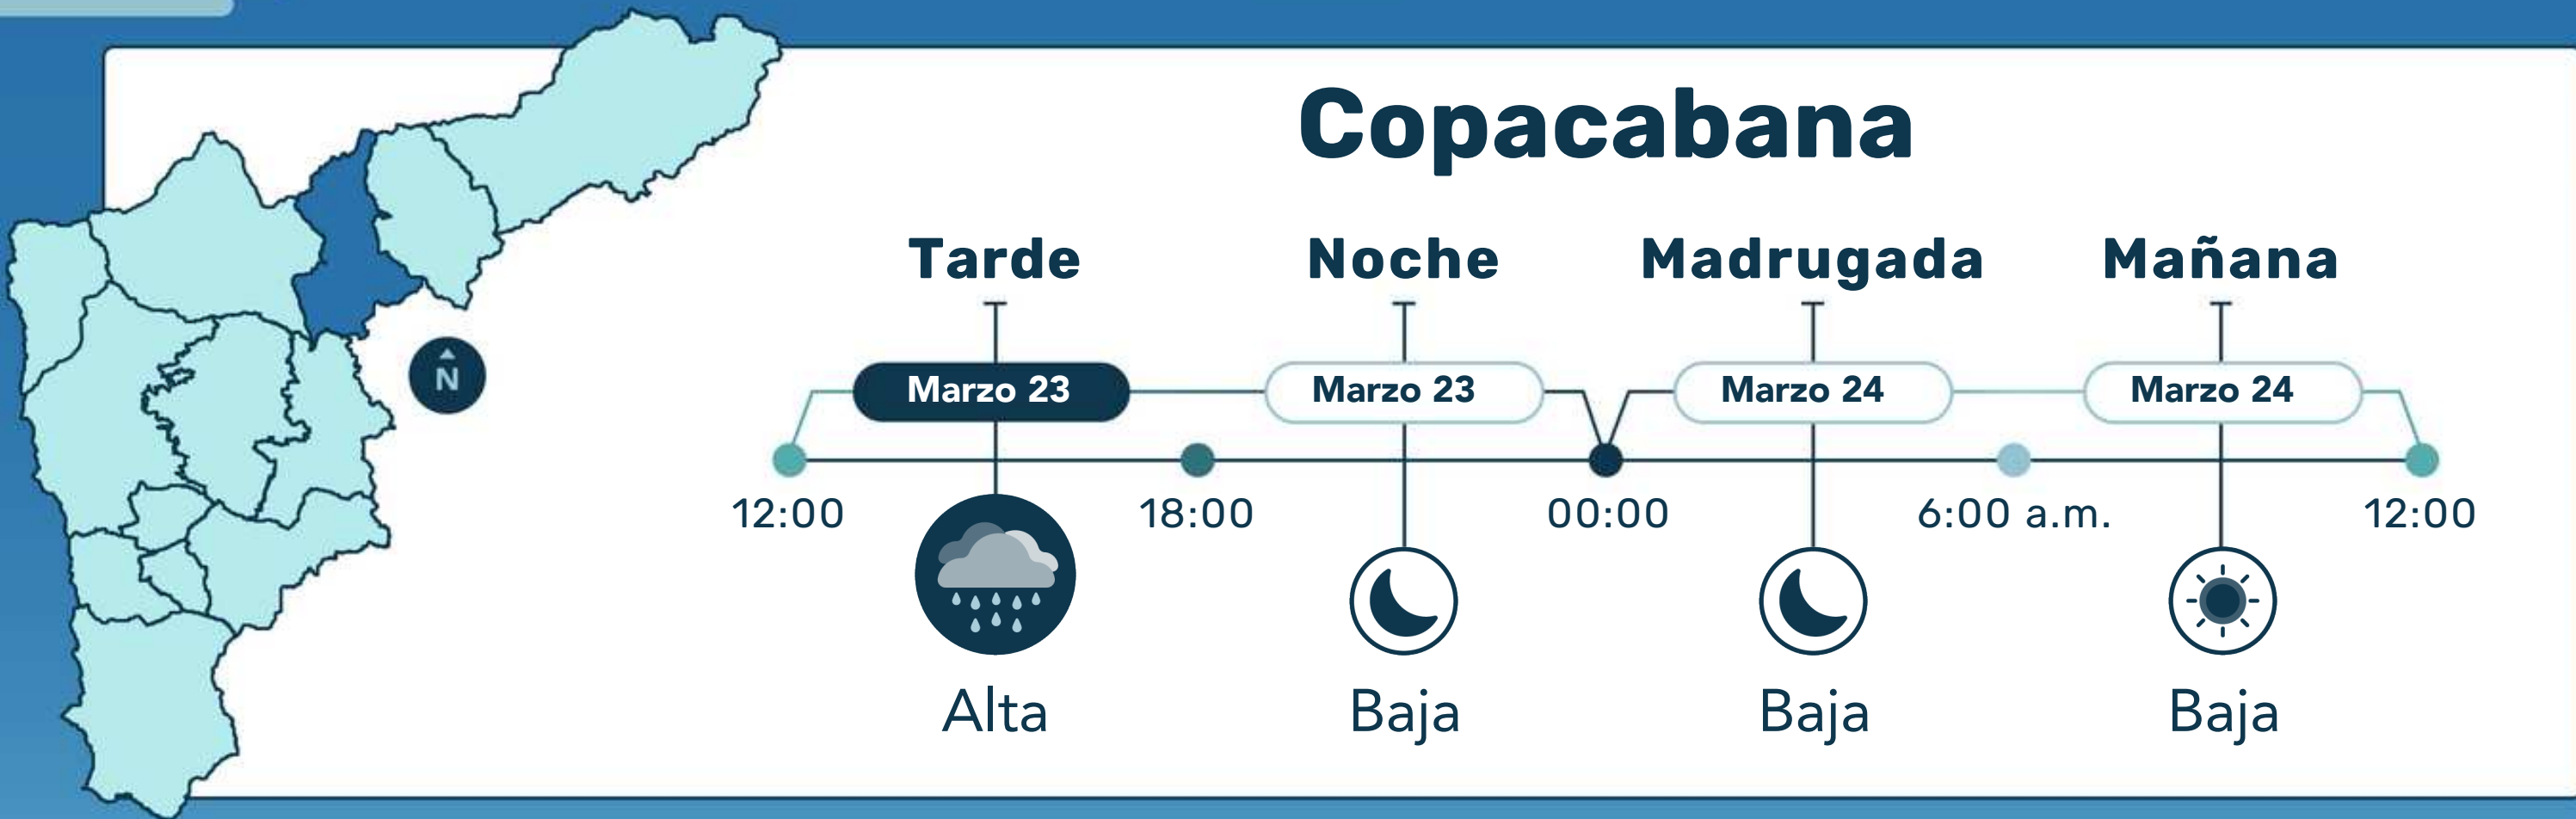 Copacabana
Tarde Noche Madrugada Mañana
N
Marzo 23 Marzo 23 Marzo 24 Marzo 24
12:00 18:00 00:00 6:00 a.m. 12:00
Alta Baja Baja Baja